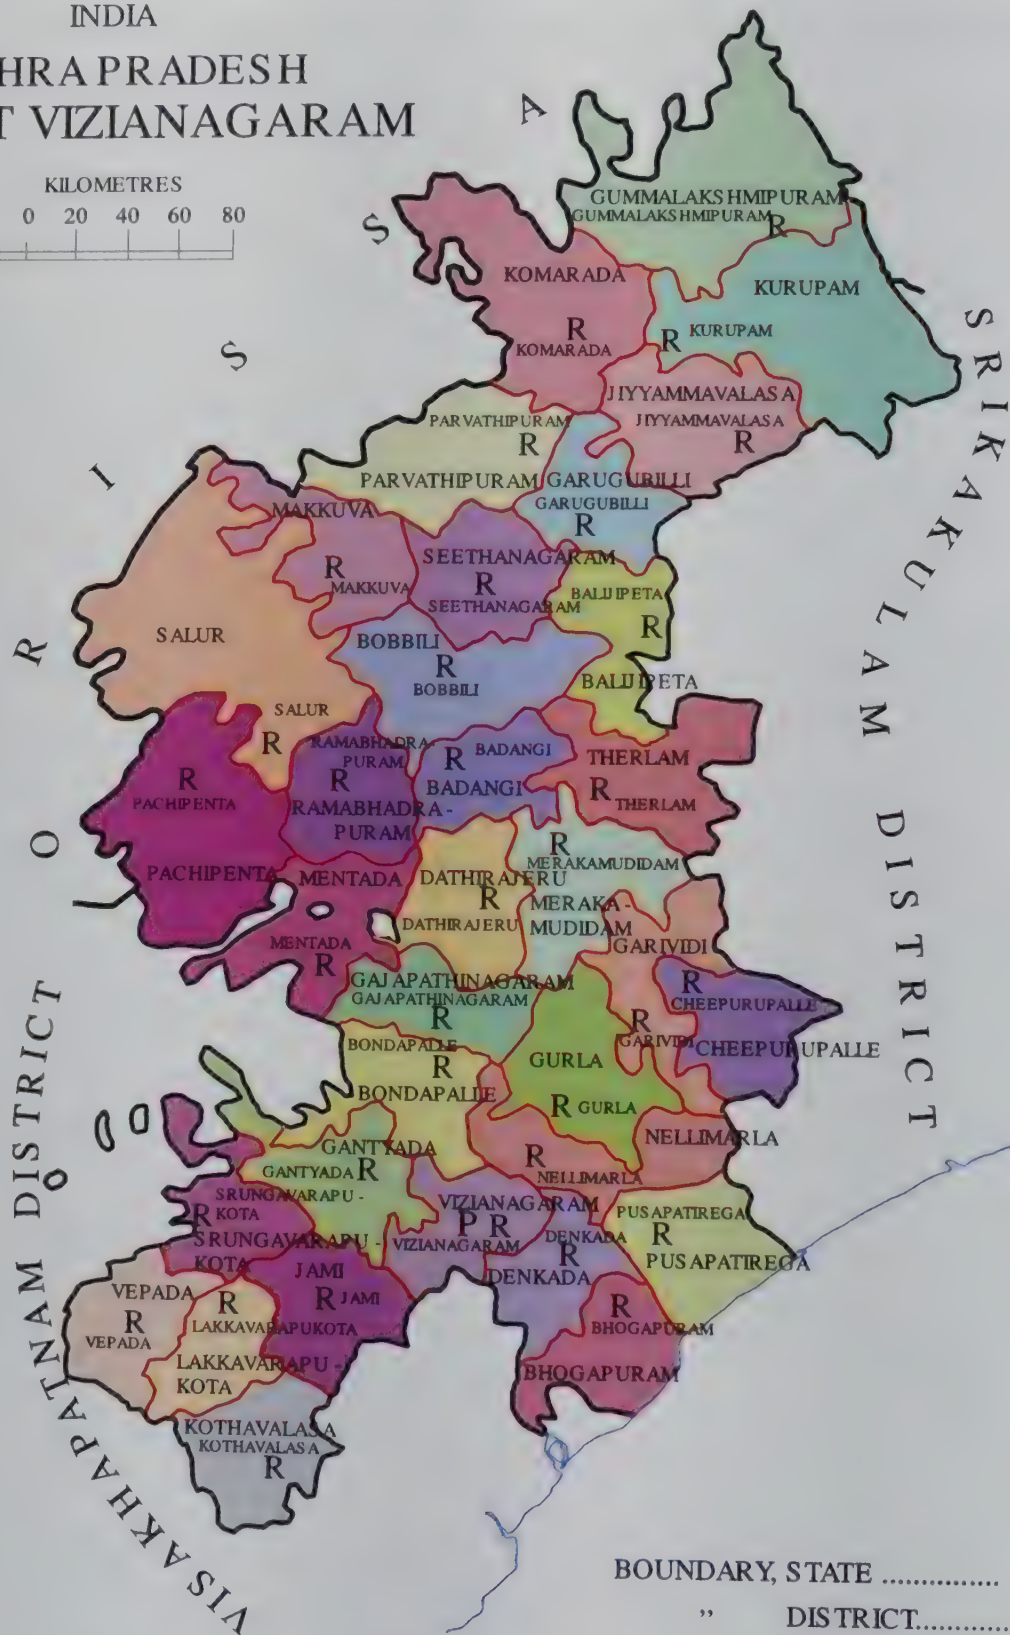 INDIA
HRA PRADESH
T VIZIANAGARAM
KILOMETRES
0 20 40 60 80
ORISSA
SRIKAKULAM DISTRICT
VISAKHAPATNAM DISTRICT
GUMMALAKSHMIPURAM
GUMMALAKSHMIPURAM
R
KOMARADA
R
KOMARADA
KURUPAM
R KURUPAM
JIYYAMMAVALASA
JIYYAMMAVALASA
R
PARVATHIPURAM
R
PARVATHIPURAM
GARUGUBILLI
GARUGUBILLI
R
MAKKUVA
R
MAKKUVA
SEETHANAGARAM
R
SEETHANAGARAM
BALIJIPETA
R
BALIJIPETA
SALUR
SALUR
R
BOBBILI
R
BOBBILI
R
PACHIPENTA
PACHIPENTA
RAMABHADRA-
PURAM
R
RAMABHADRA-
PURAM
R BADANGI
BADANGI
THERLAM
R THERLAM
MENTADA
MENTADA
R
DATHIRAJERU
R
DATHIRAJERU
R
MERAKAMUDIDAM
MERAKA-
MUDIDAM
GARIVIDI
R
GARIVIDI
R
CHEEPURUPALLE
CHEEPURUPALLE
GAJAPATHINAGARAM
GAJAPATHINAGARAM
R
BONDAPALLE
R
BONDAPALLE
GURLA
R GURLA
NELLIMARLA
R
NELLIMARLA
GANTYADA
GANTYADA R
SRUNGAVARAPU-
R KOTA
SRUNGAVARAPU-
KOTA
VIZIANAGARAM
P R
VIZIANAGARAM
DENKADA
R
DENKADA
PUSAPATIREGA
R
PUSAPATIREGA
JAMI
R JAMI
VEPADA
R
VEPADA
R
LAKKAVARAPUKOTA
LAKKAVARAPU-
KOTA
R
BHOGAPURAM
BHOGAPURAM
KOTHAVALASA
KOTHAVALASA
R
BOUNDARY, STATE ...............
,, DISTRICT............